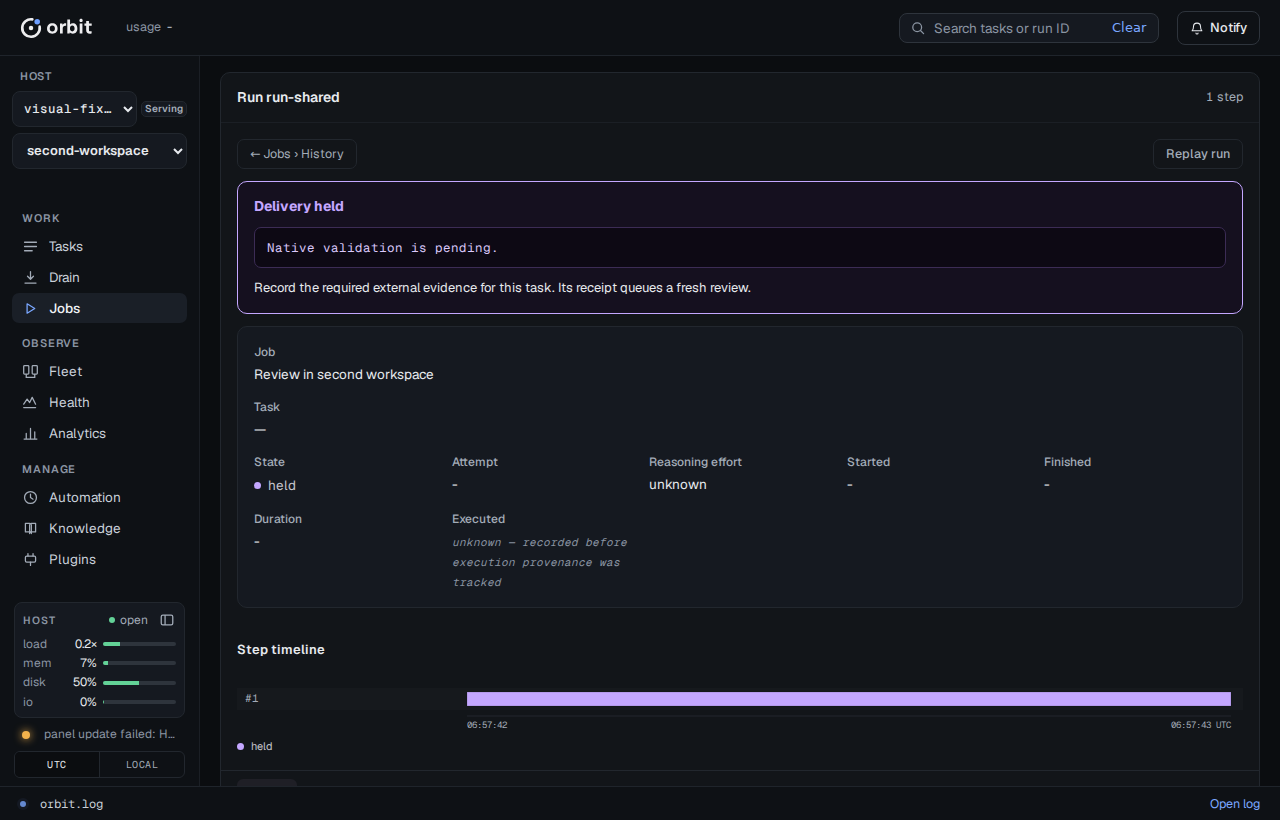 orbit
usage -
Search tasks or run ID
Clear
Notify
HOST
visual-fix…
Serving
second-workspace
WORK
Tasks
Drain
Jobs
OBSERVE
Fleet
Health
Analytics
MANAGE
Automation
Knowledge
Plugins
HOST
open
load 0.2×
mem 7%
disk 50%
io 0%
panel update failed: H…
UTC
LOCAL
Run run-shared
1 step
← Jobs › History
Replay run
Delivery held
Native validation is pending.
Record the required external evidence for this task. Its receipt queues a fresh review.
Job
Review in second workspace
Task
—
State
held
Attempt
-
Reasoning effort
unknown
Started
-
Finished
-
Duration
-
Executed
unknown — recorded before
execution provenance was
tracked
Step timeline
#1
06:57:42
06:57:43 UTC
held
orbit.log
Open log